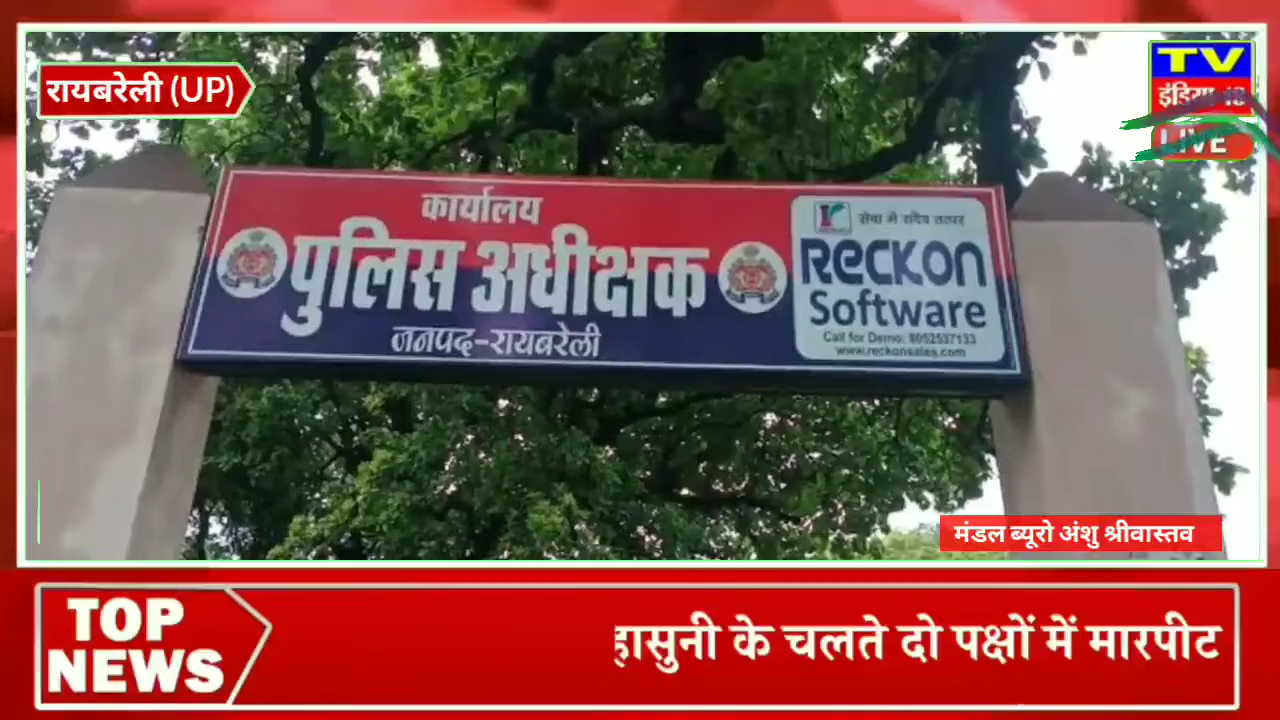 रायबरेली (UP)
TV
इंडिया 18
LIVE
कार्यालय
पुलिस अधीक्षक
जनपद-रायबरेली
सेवा में सदैव तत्पर
RECKON
Software
Call for Demo: 8052537133
www.reckonsales.com
मंडल ब्यूरो अंशु श्रीवास्तव
TOP
NEWS
हासुनी के चलते दो पक्षों में मारपीट